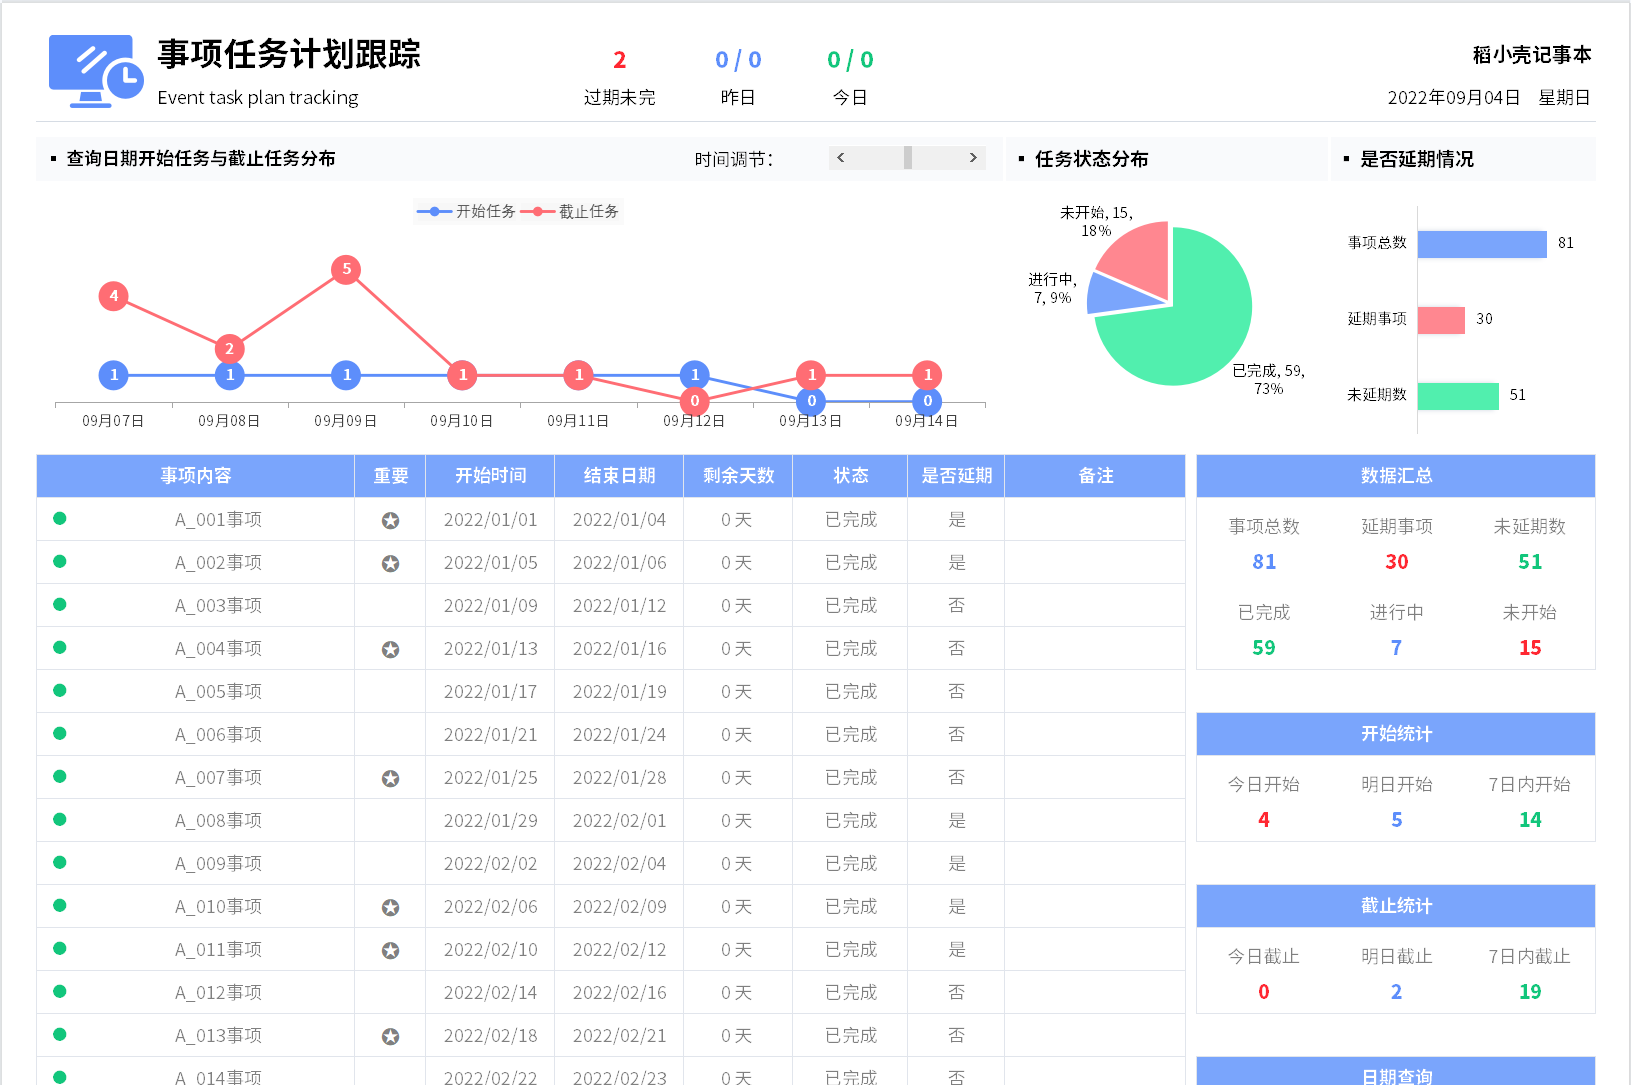 事项任务计划跟踪
Event task plan tracking
2
过期未完
0 / 0
昨日
0 / 0
今日
稻小壳记事本
2022年09月04日 星期日
查询日期开始任务与截止任务分布
时间调节：
任务状态分布
是否延期情况
开始任务 截止任务
4 2 5 1 1 0 1 1
1 1 1 1 0 0
09月07日 09月08日 09月09日 09月10日 09月11日 09月12日 09月13日 09月14日
未开始, 15,
18%
进行中,
7, 9%
已完成, 59,
73%
事项总数 81
延期事项 30
未延期数 51
事项内容 重要 开始时间 结束日期 剩余天数 状态 是否延期 备注
A_001事项 2022/01/01 2022/01/04 0 天 已完成 是
A_002事项 2022/01/05 2022/01/06 0 天 已完成 是
A_003事项 2022/01/09 2022/01/12 0 天 已完成 否
A_004事项 2022/01/13 2022/01/16 0 天 已完成 否
A_005事项 2022/01/17 2022/01/19 0 天 已完成 否
A_006事项 2022/01/21 2022/01/24 0 天 已完成 否
A_007事项 2022/01/25 2022/01/28 0 天 已完成 否
A_008事项 2022/01/29 2022/02/01 0 天 已完成 是
A_009事项 2022/02/02 2022/02/04 0 天 已完成 是
A_010事项 2022/02/06 2022/02/09 0 天 已完成 是
A_011事项 2022/02/10 2022/02/12 0 天 已完成 是
A_012事项 2022/02/14 2022/02/16 0 天 已完成 否
A_013事项 2022/02/18 2022/02/21 0 天 已完成 否
A_014事项 2022/02/22 2022/02/23 0 天 已完成 否
数据汇总
事项总数 延期事项 未延期数
81 30 51
已完成 进行中 未开始
59 7 15
开始统计
今日开始 明日开始 7日内开始
4 5 14
截止统计
今日截止 明日截止 7日内截止
0 2 19
日期查询